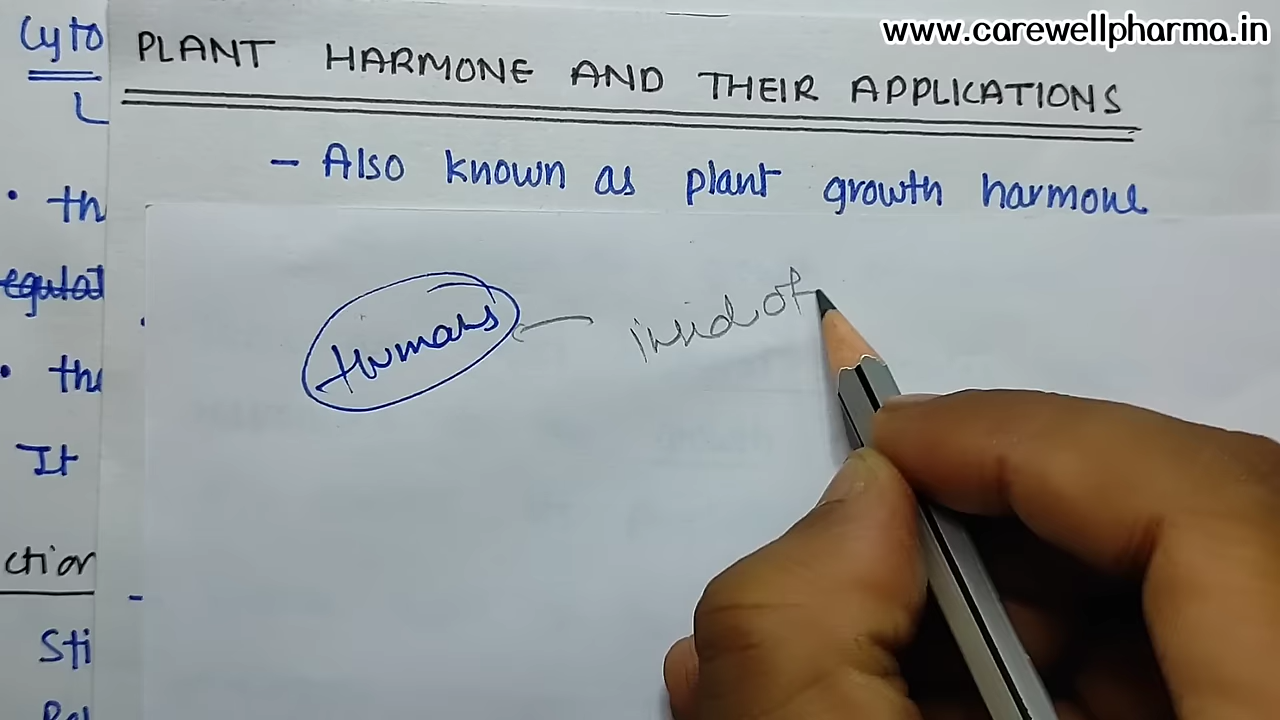 www.carewellpharma.in
Cyto
PLANT HARMONE AND THEIR APPLICATIONS
- Also known as plant growth harmone
• th
Humans
• the
It
ction
Sti